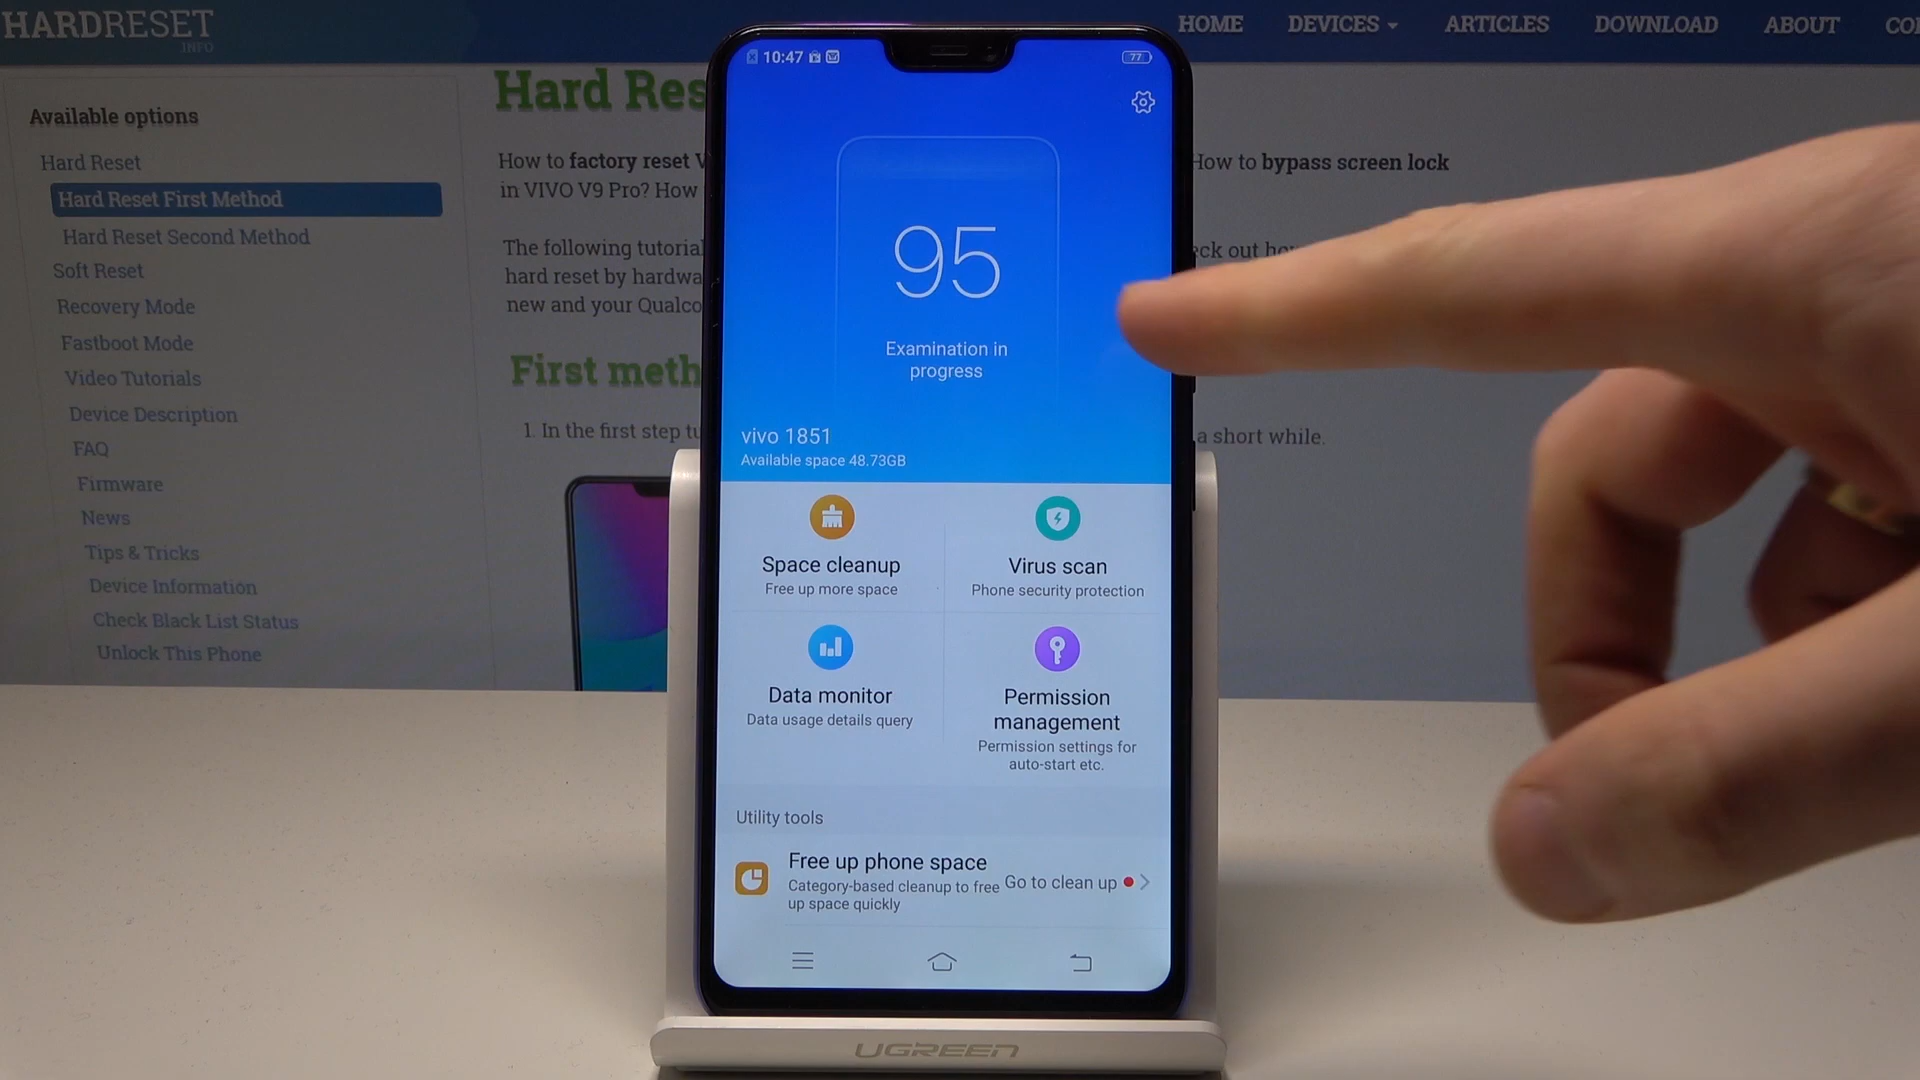 HARDRESET
.INFO
HOME DEVICES ARTICLES DOWNLOAD ABOUT
Available options
Hard Reset
Hard Reset First Method
Hard Reset Second Method
Soft Reset
Recovery Mode
Fastboot Mode
Video Tutorials
Device Description
FAQ
Firmware
News
Tips & Tricks
Device Information
Check Black List Status
Unlock This Phone
Hard Res
How to factory reset V
How to bypass screen lock
in VIVO V9 Pro? How
The following tutorial
eck out how
hard reset by hardwa
new and your Qualco
First meth
1. In the first step tu
a short while.
10:47
77
95
Examination in
progress
vivo 1851
Available space 48.73GB
Space cleanup
Free up more space
Virus scan
Phone security protection
Data monitor
Data usage details query
Permission
management
Permission settings for
auto-start etc.
Utility tools
Free up phone space
Category-based cleanup to free
up space quickly
Go to clean up
UGREEN